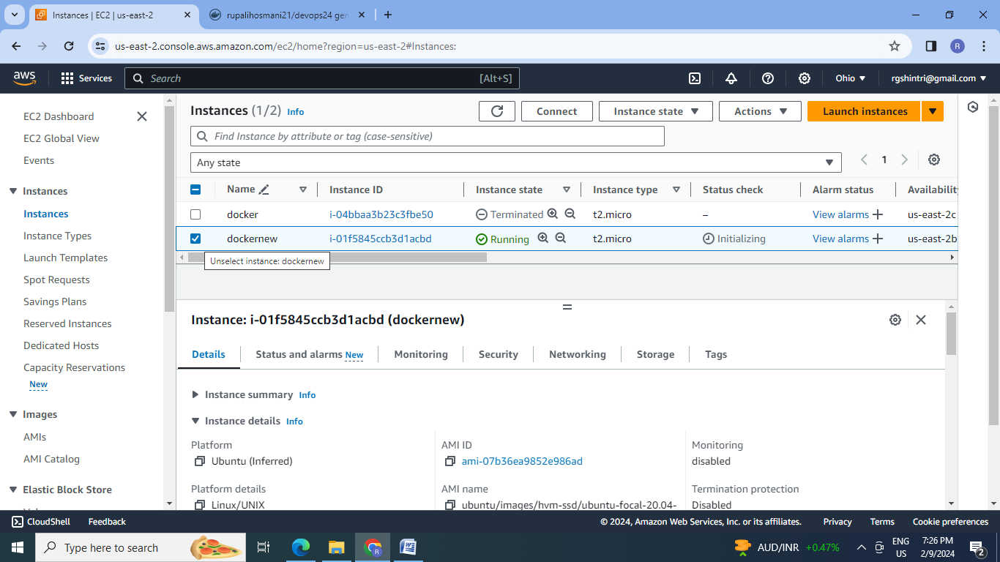 Instances | EC2 | us-east-2
rupalihosmani21/devops24 gen
us-east-2.console.aws.amazon.com/ec2/home?region=us-east-2#Instances:
R
aws
Services
Search
[Alt+S]
Ohio
rgshintri@gmail.com
EC2 Dashboard
EC2 Global View
Events
Instances
Instances
Instance Types
Launch Templates
Spot Requests
Savings Plans
Reserved Instances
Dedicated Hosts
Capacity Reservations
New
Images
AMIs
AMI Catalog
Elastic Block Store
Instances (1/2) Info
Connect
Instance state
Actions
Launch instances
Find Instance by attribute or tag (case-sensitive)
Any state
1
Name Instance ID Instance state Instance type Status check Alarm status Availability
docker i-04bbaa3b23c3fbe50 Terminated t2.micro – View alarms us-east-2c
dockernew i-01f5845ccb3d1acbd Running t2.micro Initializing View alarms us-east-2b
Unselect instance: dockernew
Instance: i-01f5845ccb3d1acbd (dockernew)
Details Status and alarms New Monitoring Security Networking Storage Tags
Instance summary Info
Instance details Info
Platform
Ubuntu (Inferred)
AMI ID
ami-07b36ea9852e986ad
Monitoring
disabled
Platform details
Linux/UNIX
AMI name
ubuntu/images/hvm-ssd/ubuntu-focal-20.04-
Termination protection
Disabled
CloudShell Feedback © 2024, Amazon Web Services, Inc. or its affiliates. Privacy Terms Cookie preferences
Type here to search
AUD/INR +0.47%
ENG
US
7:26 PM
2/9/2024
2